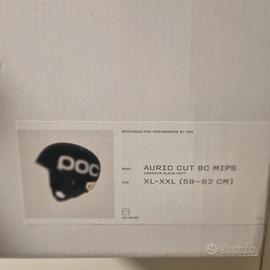 DESIGNED AND ENGINEERED BY POC
POC
AURIC CUT BC MIPS
URANIUM BLACK MATT
XL-XXL (59-62 CM)
Subito